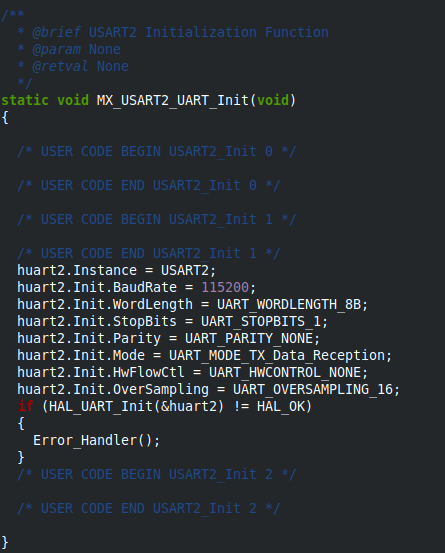 /**
  * @brief USART2 Initialization Function
  * @param None
  * @retval None
  */
static void MX_USART2_UART_Init(void)
{
  /* USER CODE BEGIN USART2_Init 0 */
  /* USER CODE END USART2_Init 0 */
  /* USER CODE BEGIN USART2_Init 1 */
  /* USER CODE END USART2_Init 1 */
  huart2.Instance = USART2;
  huart2.Init.BaudRate = 115200;
  huart2.Init.WordLength = UART_WORDLENGTH_8B;
  huart2.Init.StopBits = UART_STOPBITS_1;
  huart2.Init.Parity = UART_PARITY_NONE;
  huart2.Init.Mode = UART_MODE_TX_Data_Reception;
  huart2.Init.HwFlowCtl = UART_HWCONTROL_NONE;
  huart2.Init.OverSampling = UART_OVERSAMPLING_16;
  if (HAL_UART_Init(&huart2) != HAL_OK)
  {
    Error_Handler();
  }
  /* USER CODE BEGIN USART2_Init 2 */
  /* USER CODE END USART2_Init 2 */
}